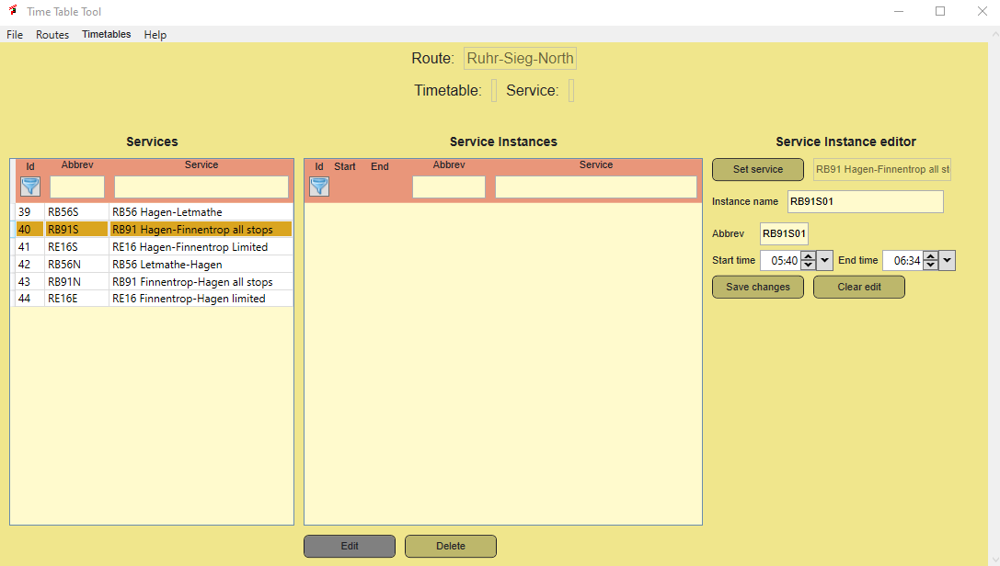 Time Table Tool
File Routes Timetables Help
Route: Ruhr-Sieg-North
Timetable: Service:
Services
Id Abbrev Service
39 RB56S RB56 Hagen-Letmathe
40 RB91S RB91 Hagen-Finnentrop all stops
41 RE16S RE16 Hagen-Finnentrop Limited
42 RB56N RB56 Letmathe-Hagen
43 RB91N RB91 Finnentrop-Hagen all stops
44 RE16E RE16 Finnentrop-Hagen limited
Service Instances
Id Start End Abbrev Service
Edit Delete
Service Instance editor
Set service RB91 Hagen-Finnentrop all st
Instance name RB91S01
Abbrev RB91S01
Start time 05:40 End time 06:34
Save changes Clear edit